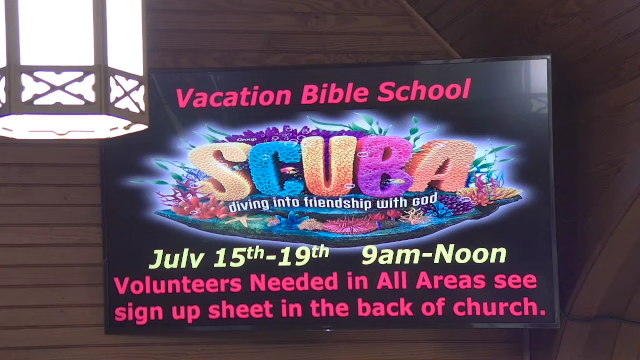 Vacation Bible School
Group
SCUBA
diving into friendship with God
July 15th-19th 9am-Noon
Volunteers Needed in All Areas see
sign up sheet in the back of church.